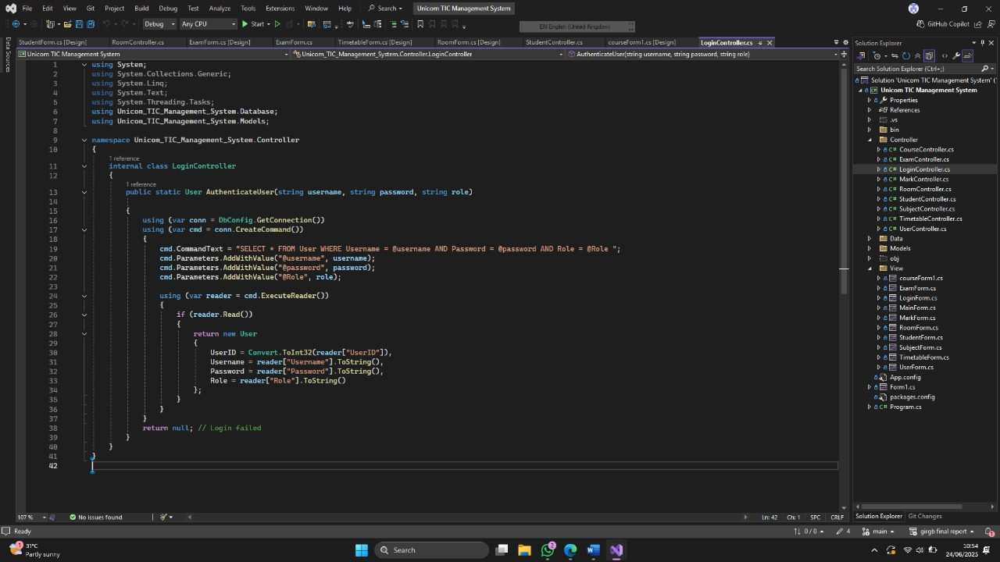 File Edit View Git Project Build Debug Test Analyze Tools Extensions Window Help Search Unicom TIC Management System
Debug Any CPU Start EN English (United Kingdom) GitHub Copilot
Data Sources
StudentForm.cs [Design] RoomController.cs ExamForm.cs [Design] ExamForm.cs TimetableForm.cs [Design] RoomForm.cs [Design] StudentController.cs courseForm1.cs [Design] LoginController.cs
Unicom TIC Management System Unicom_TIC_Management_System.Controller.LoginController AuthenticateUser(string username, string password, string role)
1 using System;
2 using System.Collections.Generic;
3 using System.Linq;
4 using System.Text;
5 using System.Threading.Tasks;
6 using Unicom_TIC_Management_System.Database;
7 using Unicom_TIC_Management_System.Models;
8
9 namespace Unicom_TIC_Management_System.Controller
10 {
1 reference
11 internal class LoginController
12 {
1 reference
13 public static User AuthenticateUser(string username, string password, string role)
14
15 {
16 using (var conn = DbConfig.GetConnection())
17 using (var cmd = conn.CreateCommand())
18 {
19 cmd.CommandText = "SELECT * FROM User WHERE Username = @username AND Password = @password AND Role = @Role ";
20 cmd.Parameters.AddWithValue("@username", username);
21 cmd.Parameters.AddWithValue("@password", password);
22 cmd.Parameters.AddWithValue("@Role", role);
23
24 using (var reader = cmd.ExecuteReader())
25 {
26 if (reader.Read())
27 {
28 return new User
29 {
30 UserID = Convert.ToInt32(reader["UserID"]),
31 Username = reader["Username"].ToString(),
32 Password = reader["Password"].ToString(),
33 Role = reader["Role"].ToString()
34 };
35 }
36 }
37 }
38 return null; // Login failed
39 }
40 }
41 }
42
107 % No issues found Ln: 42 Ch: 1 SPC CRLF
Solution Explorer
Search Solution Explorer (Ctrl+;)
Solution 'Unicom TIC Management System' (
Unicom TIC Management System
Properties
References
.vs
bin
Controller
CourseController.cs
ExamController.cs
LoginController.cs
MarkController.cs
RoomController.cs
StudentController.cs
SubjectController.cs
TimetableController.cs
UserController.cs
Data
Models
obj
View
courseForm1.cs
ExamForm.cs
LoginForm.cs
MainForm.cs
MarkForm.cs
RoomForm.cs
StudentForm.cs
SubjectForm.cs
TimetableForm.cs
UserForm.cs
App.config
Form1.cs
packages.config
Program.cs
Solution Explorer Git Changes
Ready 0 / 0 4 main girgb final report 1
1 31°C
Partly sunny
Search
2
10:54
24/06/2025